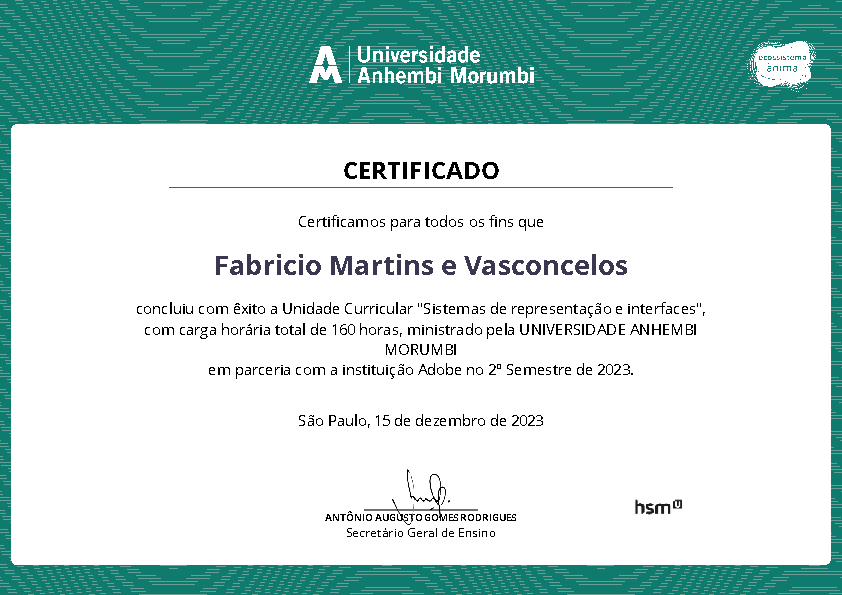 Universidade
Anhembi Morumbi
ecossistema
ânima
CERTIFICADO
Certificamos para todos os fins que
Fabricio Martins e Vasconcelos
concluiu com êxito a Unidade Curricular "Sistemas de representação e interfaces",
com carga horária total de 160 horas, ministrado pela UNIVERSIDADE ANHEMBI
MORUMBI
em parceria com a instituição Adobe no 2º Semestre de 2023.
São Paulo, 15 de dezembro de 2023
ANTÔNIO AUGUSTO GOMES RODRIGUES
Secretário Geral de Ensino
hsm